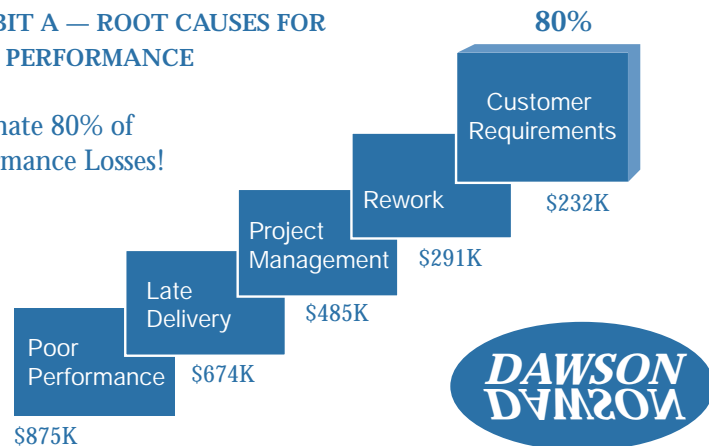 BIT A — ROOT CAUSES FOR
PERFORMANCE
80%
nate 80% of
mance Losses!
Customer
Requirements
$232K
Rework
$291K
Project
Management
$485K
Late
Delivery
$674K
Poor
Performance
$875K
DAWSON
DAWSON